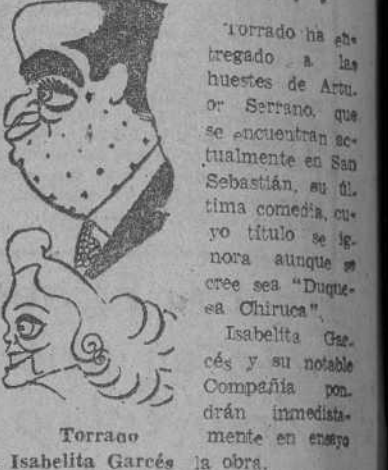 Torrado ha en-
tregado a las
huestes de Artu-
or Serrano, que
se encuentran ac-
tualmente en San
Sebastián, su úl-
tima comedia, cu-
yo título se ig-
nora aunque se
cree sea "Duque-
sa Chiruca".
Isabelita Gar-
cés y su notable
Compañía pon-
drán inmediata-
mente en ensayo
la obra.
Torrado
Isabelita Garcés